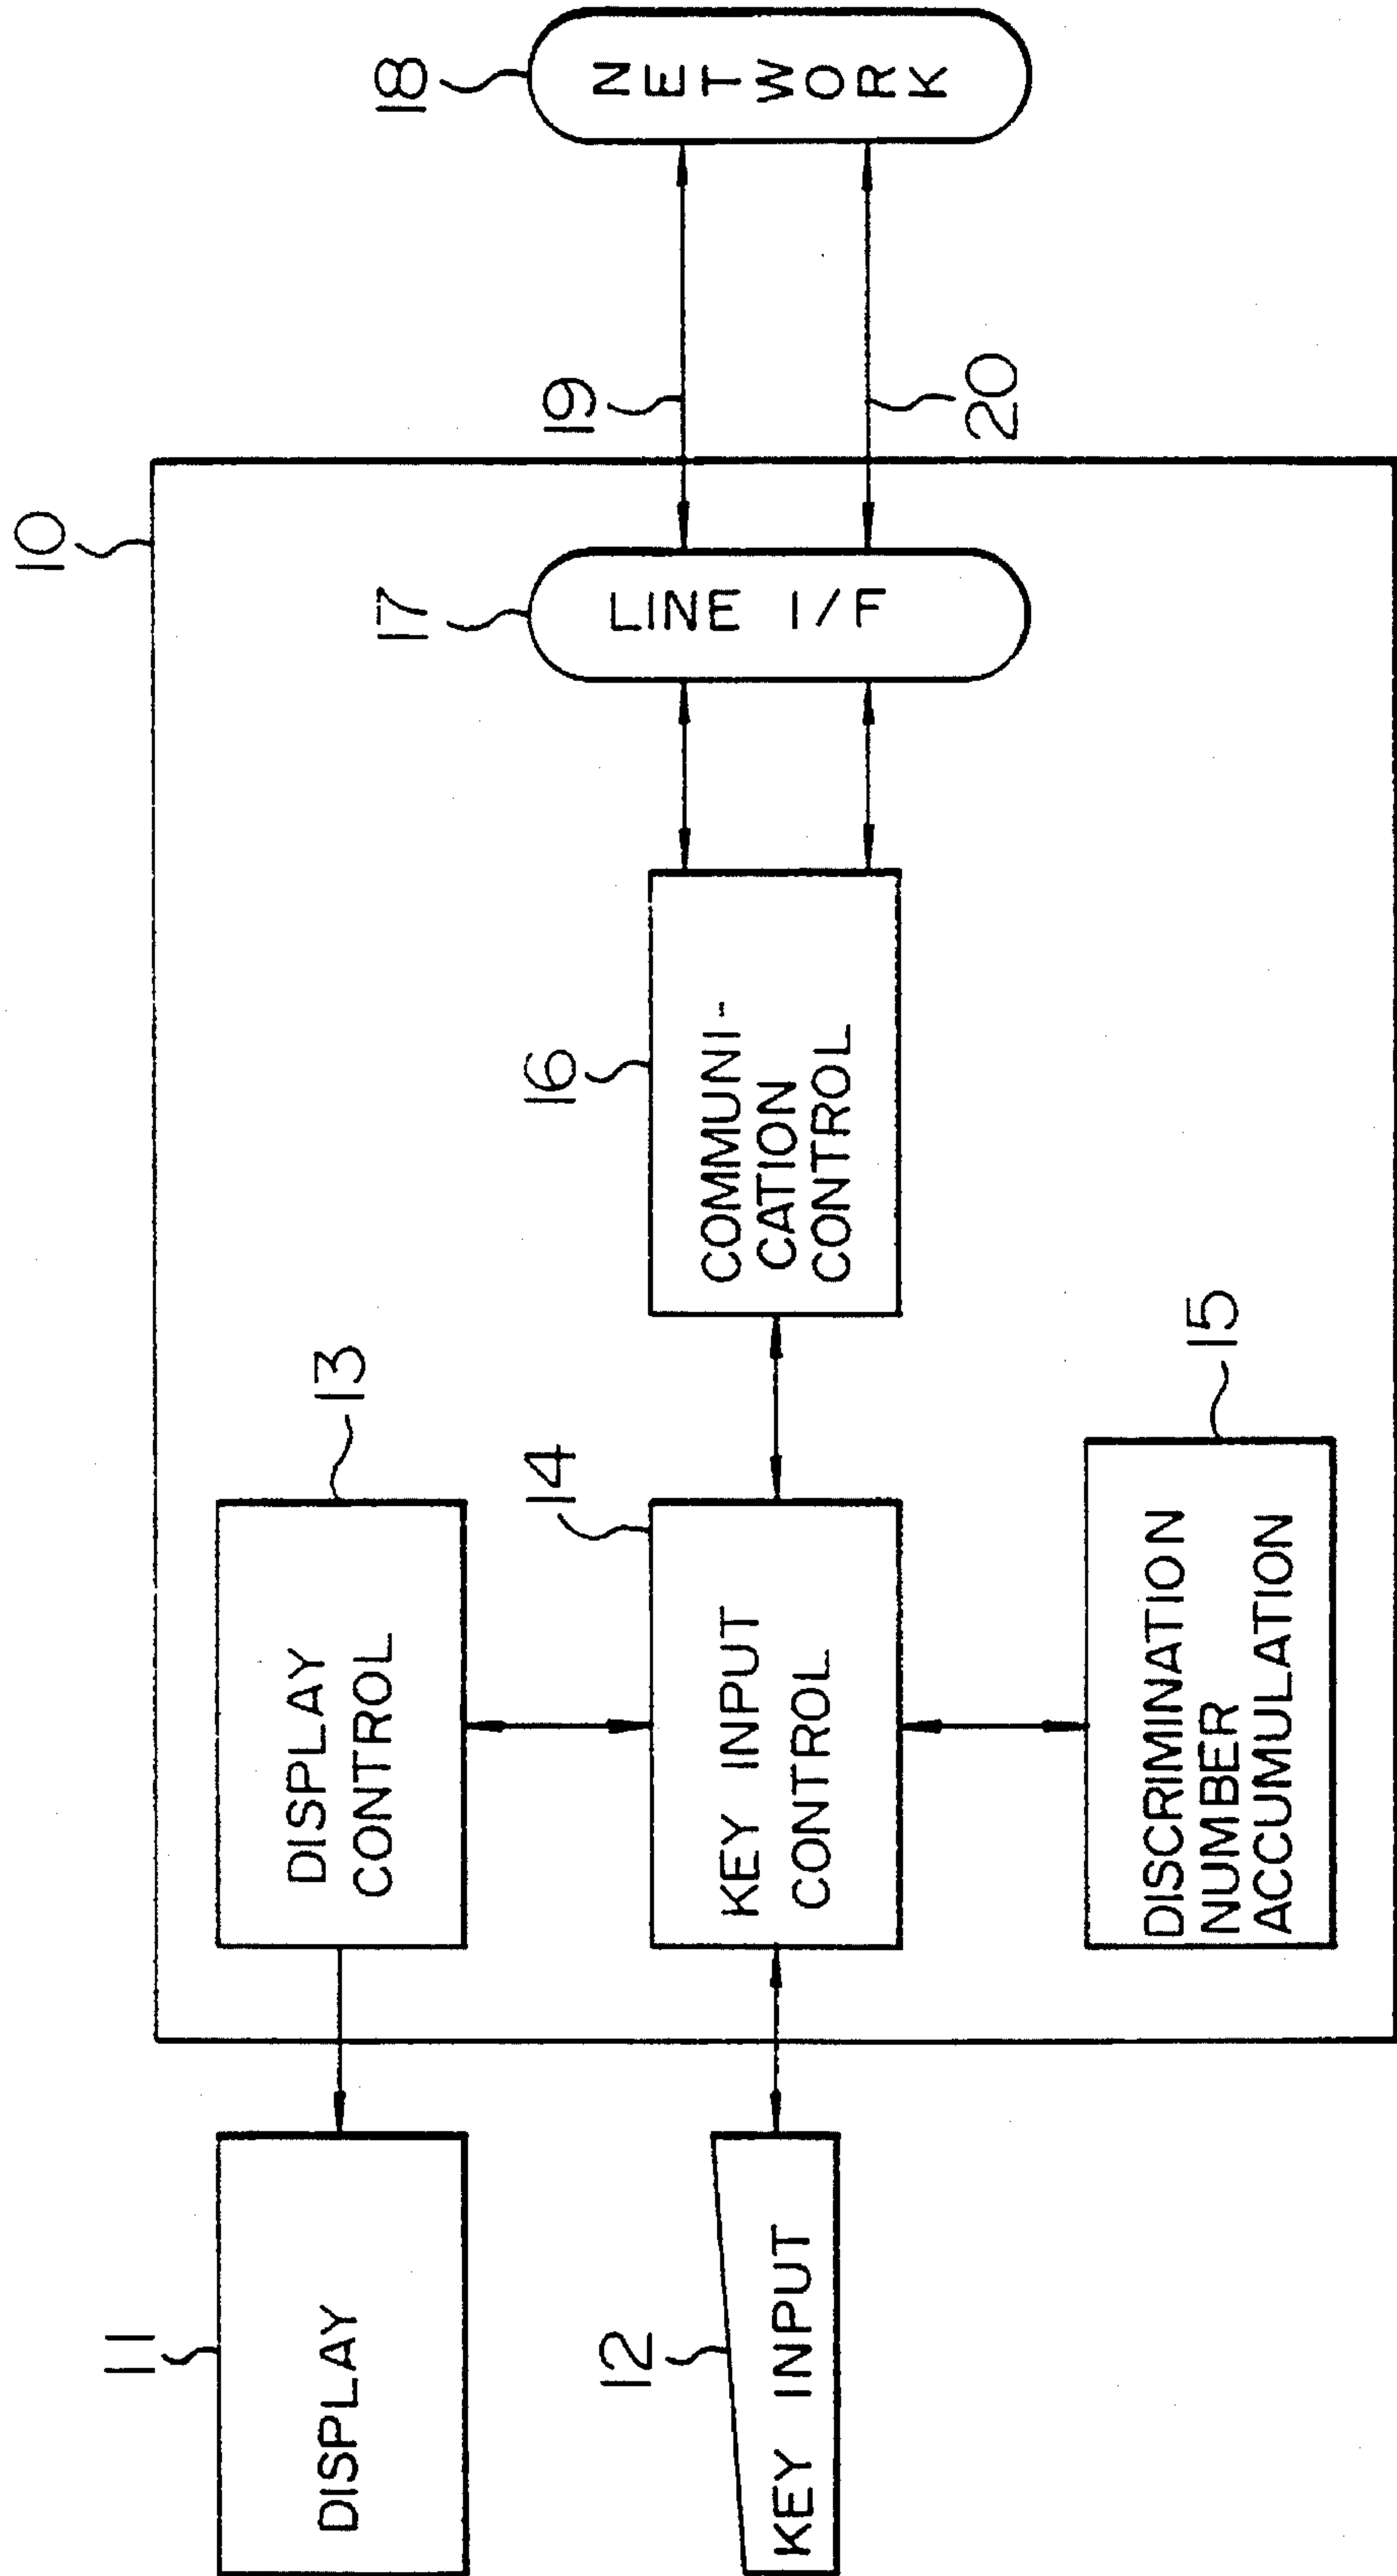 10
11
DISPLAY
12
KEY INPUT
13
DISPLAY
CONTROL
14
KEY INPUT
CONTROL
15
DISCRIMINATION
NUMBER
ACCUMULATION
16
COMMUNI-
CATION
CONTROL
17
LINE I/F
18
NETWORK
19
20